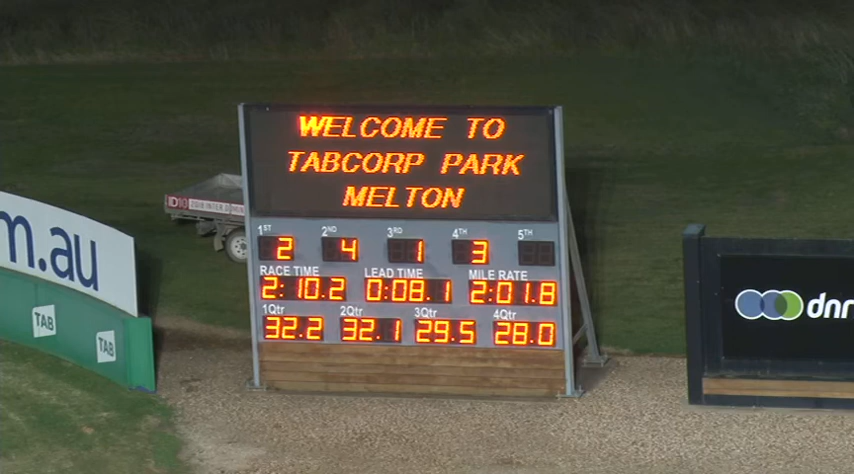 WELCOME TO
TABCORP PARK
MELTON
1ST 2ND 3RD 4TH 5TH
2 4 1 3
RACE TIME LEAD TIME MILE RATE
2:10.2 0:08.1 2:01.8
1Qtr 2Qtr 3Qtr 4Qtr
32.2 32.1 29.5 28.0
m.au
TAB
TAB
dnr